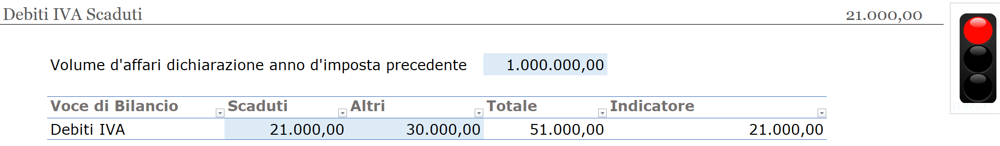 Debiti IVA Scaduti 21.000,00
Volume d'affari dichiarazione anno d'imposta precedente 1.000.000,00
Voce di Bilancio Scaduti Altri Totale Indicatore
Debiti IVA 21.000,00 30.000,00 51.000,00 21.000,00